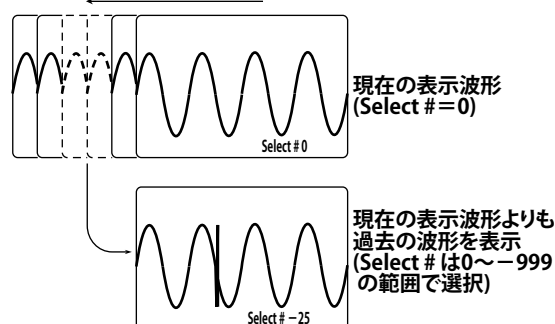 Select # 0
現在の表示波形
(Select #＝0)
Select # −25
現在の表示波形よりも
過去の波形を表示
(Select # は0～−999
の範囲で選択)